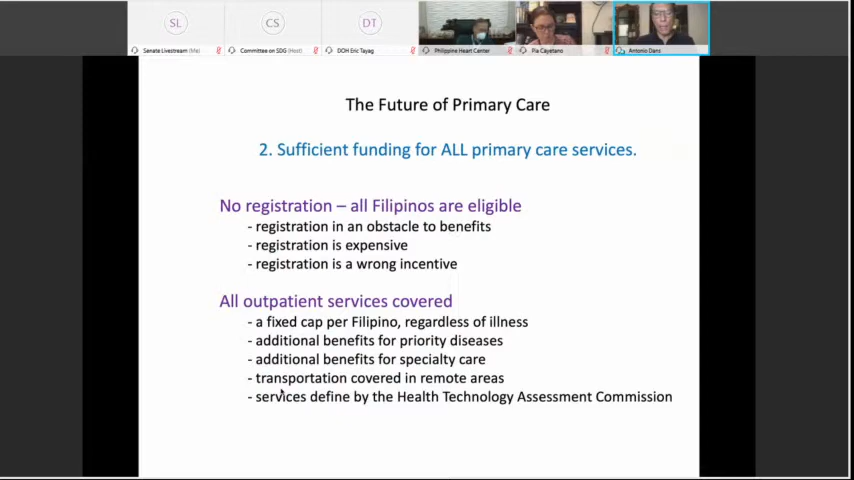 SL
CS
DT
Senate Livestream (Me)
Committee on SDG (Host)
DOH Eric Tayag
Philippine Heart Center
Pia Cayetano
Antonio Dans
The Future of Primary Care
2. Sufficient funding for ALL primary care services.
No registration – all Filipinos are eligible
- registration in an obstacle to benefits
- registration is expensive
- registration is a wrong incentive
All outpatient services covered
- a fixed cap per Filipino, regardless of illness
- additional benefits for priority diseases
- additional benefits for specialty care
- transportation covered in remote areas
- services define by the Health Technology Assessment Commission